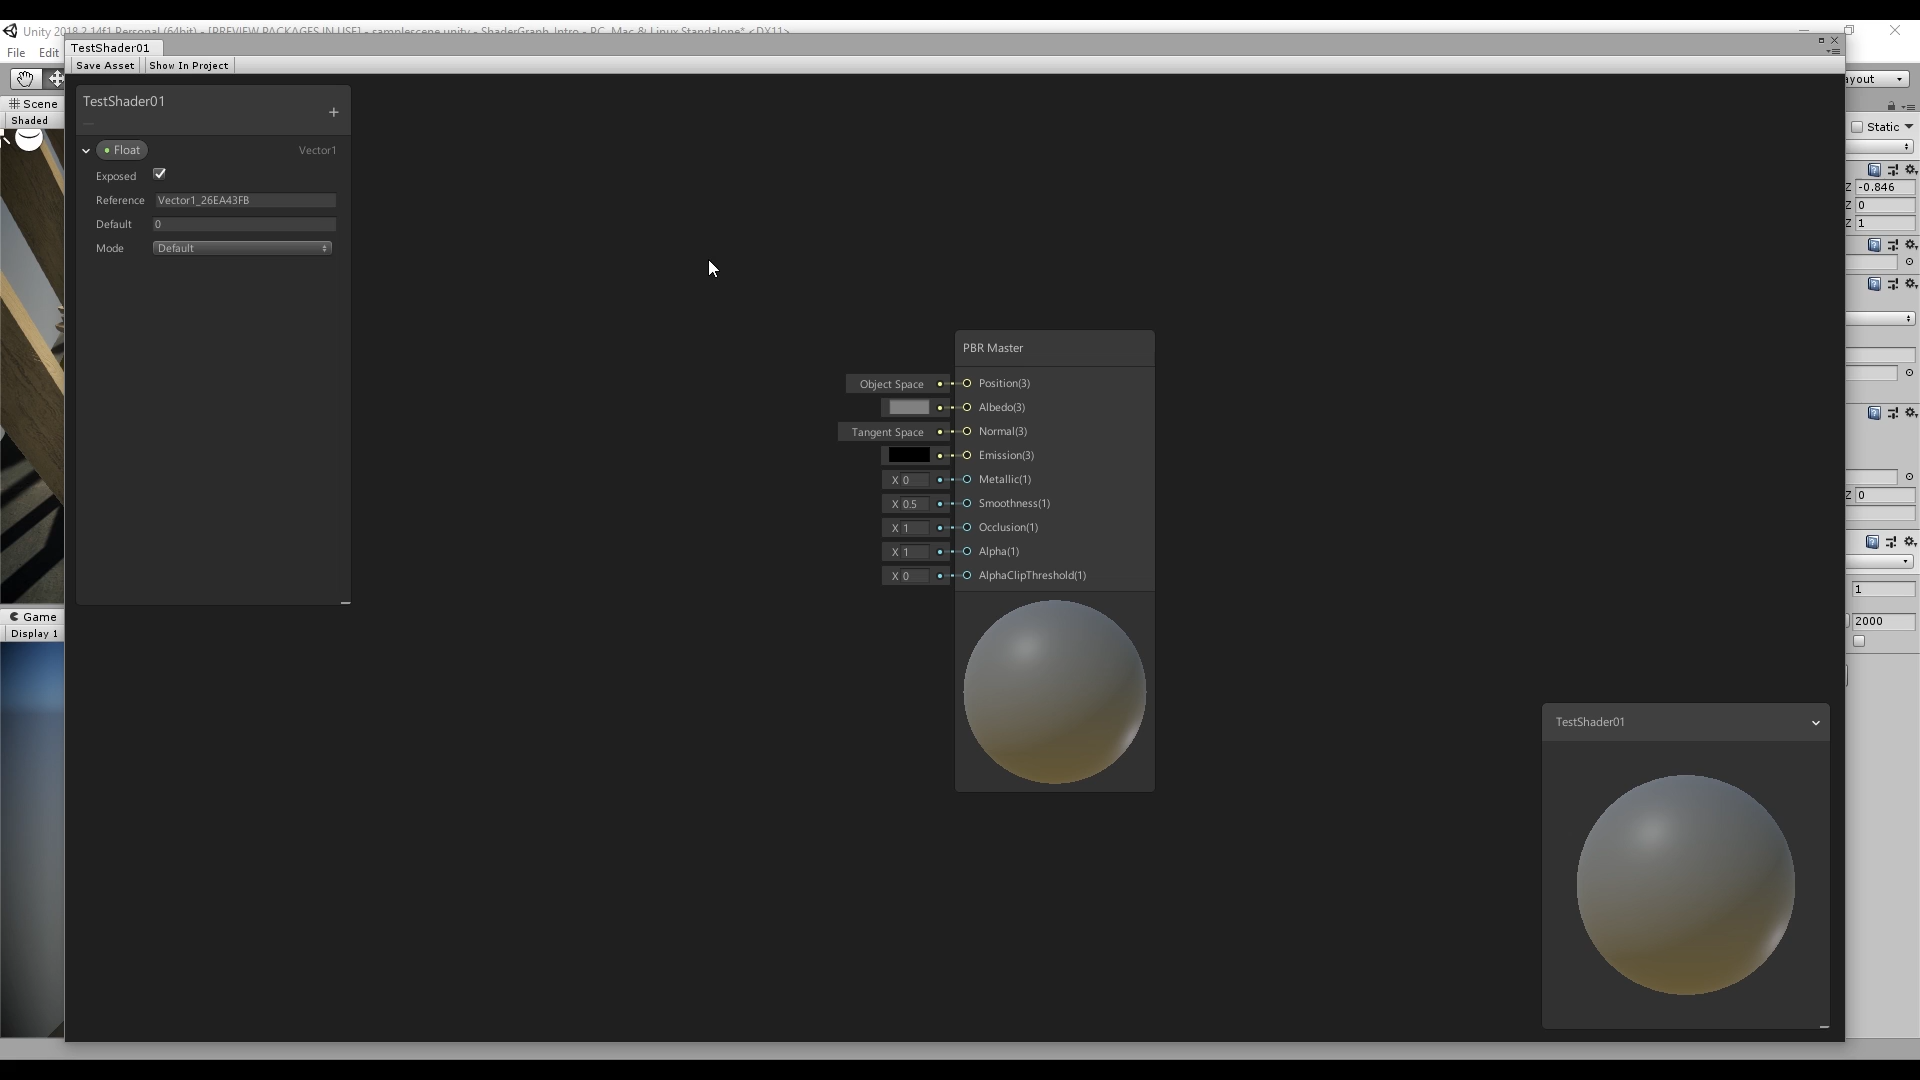 Unity 2018.2.14f1 Personal (64bit) - [PREVIEW PACKAGES IN USE] - samplescene.unity - ShaderGraph_Intro - PC, Mac & Linux Standalone* <DX11>
File Edit
TestShader01
Save Asset Show In Project
ayout
Scene
Shaded
Static
TestShader01
+
Float Vector1
Exposed
Reference Vector1_26EA43FB
Default 0
Mode Default
Z -0.846
Z 0
Z 1
PBR Master
Object Space Position(3)
Albedo(3)
Tangent Space Normal(3)
Emission(3)
X 0 Metallic(1)
X 0.5 Smoothness(1)
X 1 Occlusion(1)
X 1 Alpha(1)
X 0 AlphaClipThreshold(1)
Z 0
1
2000
Game
Display 1
TestShader01